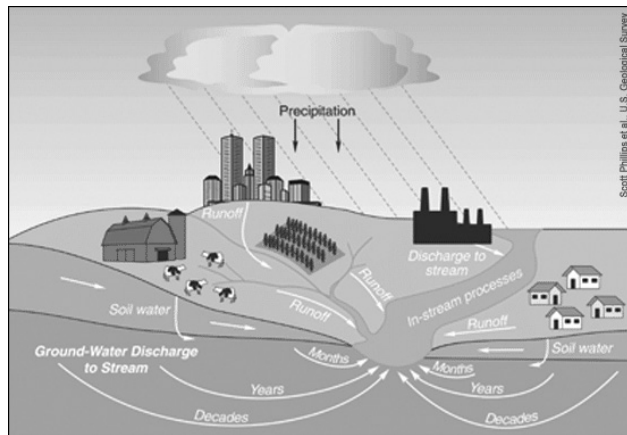 Scott Phillips et al., U.S. Geological Survey
Precipitation
Runoff
Discharge to
stream
Runoff
In-stream processes
Runoff
Soil water
Runoff
Soil water
Ground-Water Discharge
to Stream
Months
Months
Years
Years
Decades
Decades